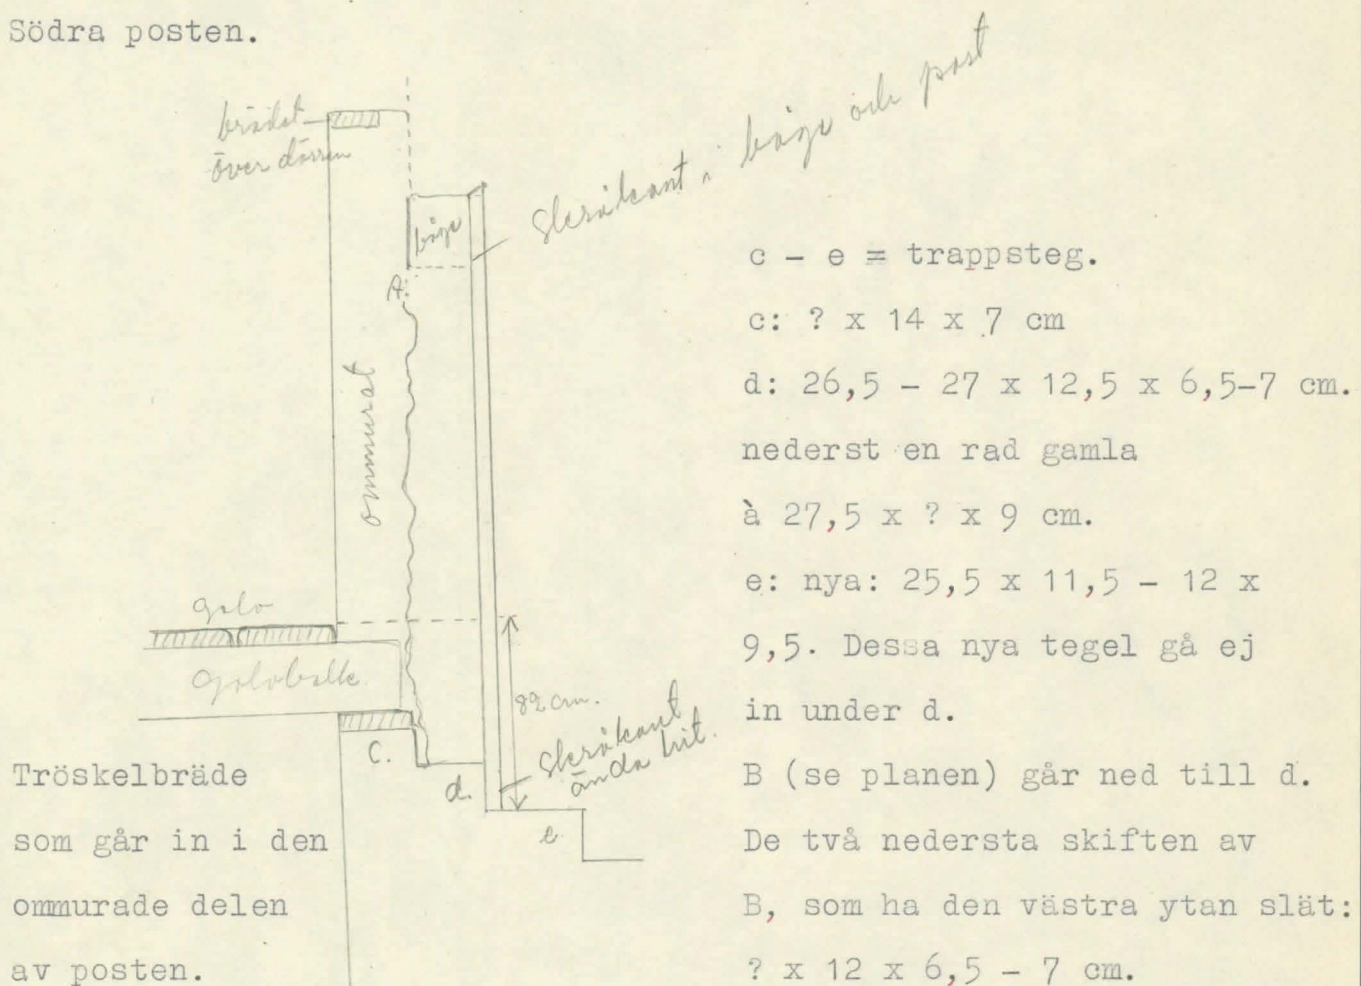 Södra posten.
brädet
över dörren
båge
Skråkant i båge och post
A.
ommurat
golv
golvbalk.
82 cm.
Skråkant
ända hit.
C.
d.
e.
Tröskelbräde
som går in i den
ommurade delen
av posten.
c - e = trappsteg.
c: ? x 14 x 7 cm
d: 26,5 - 27 x 12,5 x 6,5-7 cm.
nederst en rad gamla
à 27,5 x ? x 9 cm.
e: nya: 25,5 x 11,5 - 12 x
9,5. Dessa nya tegel gå ej
in under d.
B (se planen) går ned till d.
De två nedersta skiften av
B, som ha den västra ytan slät:
? x 12 x 6,5 - 7 cm.